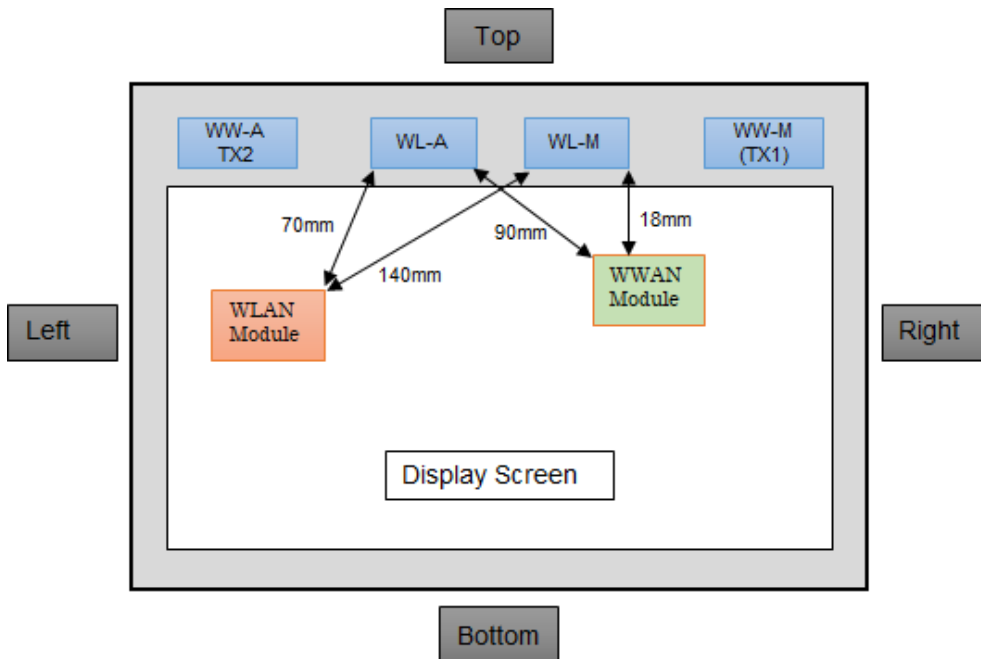 Top
WW-A
TX2
WL-A
WL-M
WW-M
(TX1)
70mm
90mm
18mm
140mm
WWAN
Module
WLAN
Module
Left
Right
Display Screen
Bottom